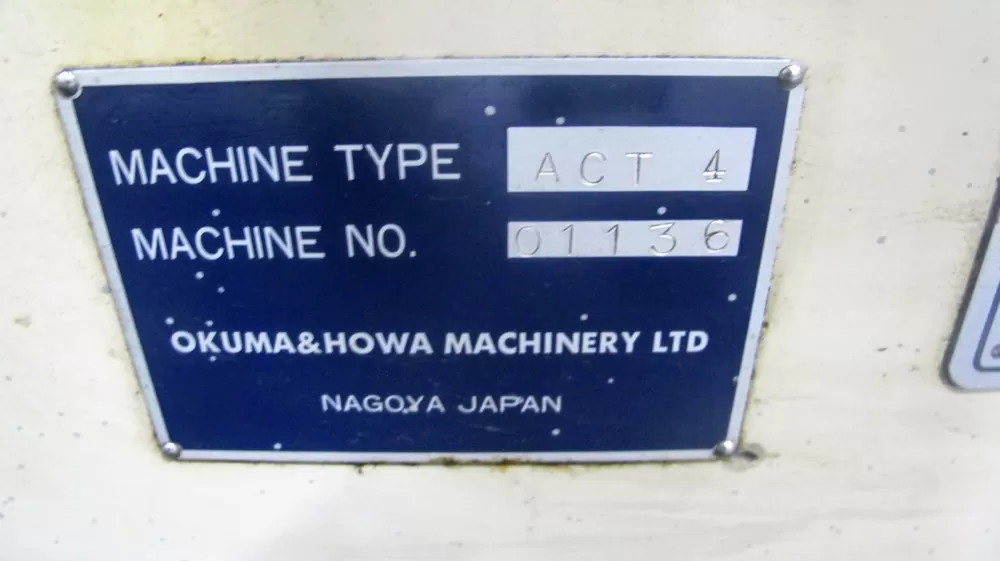 MACHINE TYPE ACT 4
MACHINE NO. 01136
OKUMA&HOWA MACHINERY LTD
NAGOYA JAPAN